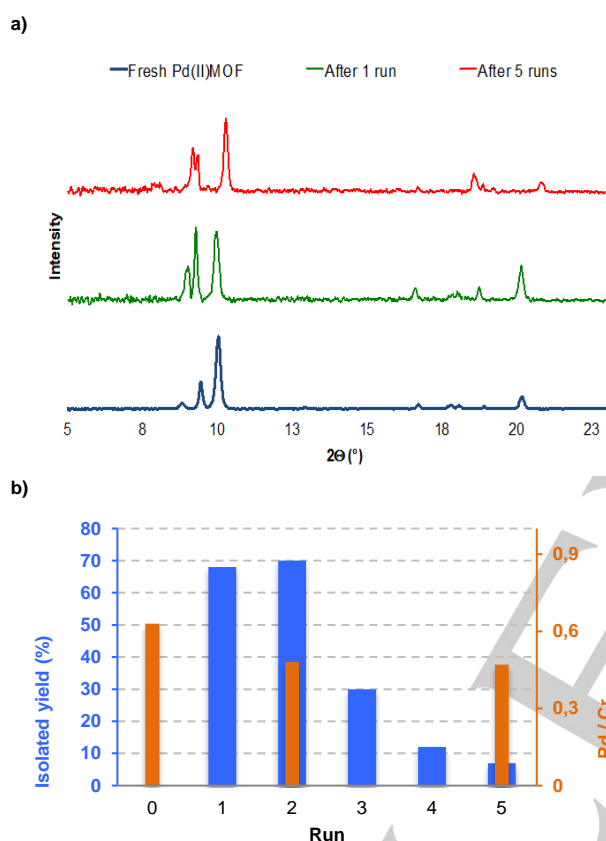 a)
Fresh Pd(II)MOF After 1 run After 5 runs
Intensity
5 8 10 13 15 18 20 23
2Θ (°)
b)
80
70
60
50
40
30
20
10
0
Isolated yield (%)
0,9
0,6
0,3
0
Pd / Cr
0 1 2 3 4 5
Run